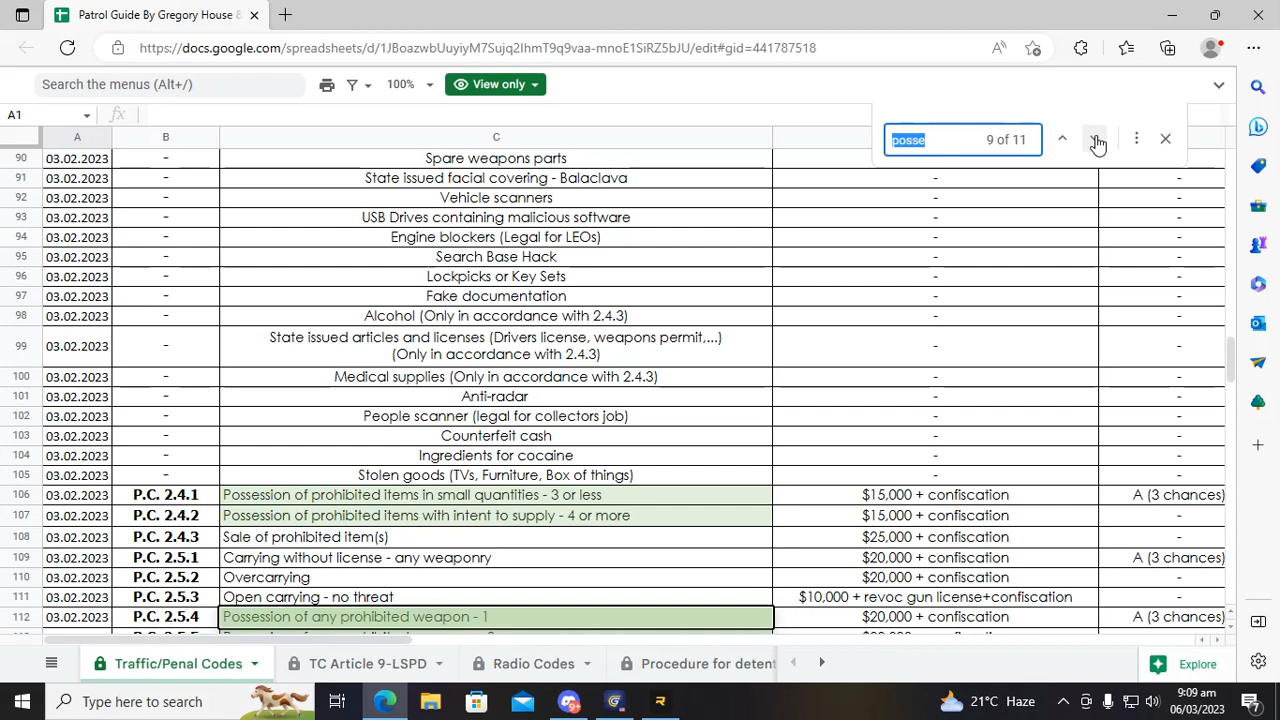 Patrol Guide By Gregory House &
https://docs.google.com/spreadsheets/d/1JBoazwbUuyiyM7Sujq2IhmT9q9vaa-mnoE1SiRZ5bJU/edit#gid=441787518
Search the menus (Alt+/)
100%
View only
A1
fx
posse
9 of 11
A B C
90 03.02.2023 - Spare weapons parts
91 03.02.2023 - State issued facial covering - Balaclava - -
92 03.02.2023 - Vehicle scanners - -
93 03.02.2023 - USB Drives containing malicious software - -
94 03.02.2023 - Engine blockers (Legal for LEOs) - -
95 03.02.2023 - Search Base Hack - -
96 03.02.2023 - Lockpicks or Key Sets - -
97 03.02.2023 - Fake documentation - -
98 03.02.2023 - Alcohol (Only in accordance with 2.4.3) - -
99 03.02.2023 - State issued articles and licenses (Drivers license, weapons permit,...) - -
(Only in accordance with 2.4.3)
100 03.02.2023 - Medical supplies (Only in accordance with 2.4.3) - -
101 03.02.2023 - Anti-radar - -
102 03.02.2023 - People scanner (legal for collectors job) - -
103 03.02.2023 - Counterfeit cash - -
104 03.02.2023 - Ingredients for cocaine - -
105 03.02.2023 - Stolen goods (TVs, Furniture, Box of things) - -
106 03.02.2023 P.C. 2.4.1 Possession of prohibited items in small quantities - 3 or less $15,000 + confiscation A (3 chances)
107 03.02.2023 P.C. 2.4.2 Possession of prohibited items with intent to supply - 4 or more $15,000 + confiscation -
108 03.02.2023 P.C. 2.4.3 Sale of prohibited item(s) $25,000 + confiscation -
109 03.02.2023 P.C. 2.5.1 Carrying without license - any weaponry $20,000 + confiscation A (3 chances)
110 03.02.2023 P.C. 2.5.2 Overcarrying $20,000 + confiscation -
111 03.02.2023 P.C. 2.5.3 Open carrying - no threat $10,000 + revoc gun license+confiscation -
112 03.02.2023 P.C. 2.5.4 Possession of any prohibited weapon - 1 $20,000 + confiscation A (3 chances)
Traffic/Penal Codes
TC Article 9-LSPD
Radio Codes
Procedure for detent
Explore
Type here to search
21°C Haze
9:09 am
06/03/2023
7